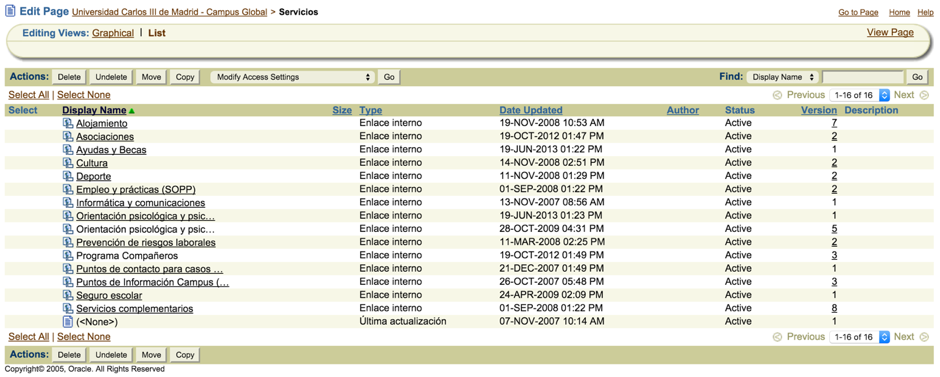 Edit Page Universidad Carlos III de Madrid - Campus Global > Servicios Go to Page Home Help
Editing Views: Graphical | List View Page
Actions: Delete Undelete Move Copy Modify Access Settings Go Find: Display Name Go
Select All | Select None Previous 1-16 of 16 Next
Select Display Name Size Type Date Updated Author Status Version Description
Alojamiento Enlace interno 19-NOV-2008 10:53 AM Active 7
Asociaciones Enlace interno 19-OCT-2012 01:47 PM Active 2
Ayudas y Becas Enlace interno 19-JUN-2013 01:22 PM Active 1
Cultura Enlace interno 14-NOV-2008 02:51 PM Active 2
Deporte Enlace interno 11-NOV-2008 01:29 PM Active 2
Empleo y prácticas (SOPP) Enlace interno 01-SEP-2008 01:22 PM Active 2
Informática y comunicaciones Enlace interno 13-NOV-2007 08:56 AM Active 1
Orientación psicológica y psic... Enlace interno 19-JUN-2013 01:23 PM Active 1
Orientación psicológica y psic... Enlace interno 28-OCT-2009 04:31 PM Active 5
Prevención de riesgos laborales Enlace interno 11-MAR-2008 02:25 PM Active 2
Programa Compañeros Enlace interno 19-OCT-2012 01:49 PM Active 3
Puntos de contacto para casos ... Enlace interno 21-DEC-2007 01:49 PM Active 1
Puntos de Información Campus (... Enlace interno 26-OCT-2007 05:48 PM Active 3
Seguro escolar Enlace interno 24-APR-2009 02:09 PM Active 1
Servicios complementarios Enlace interno 01-SEP-2008 01:22 PM Active 8
(<None>) Última actualización 07-NOV-2007 10:14 AM Active 1
Select All | Select None Previous 1-16 of 16 Next
Actions: Delete Undelete Move Copy
Copyright© 2005, Oracle. All Rights Reserved